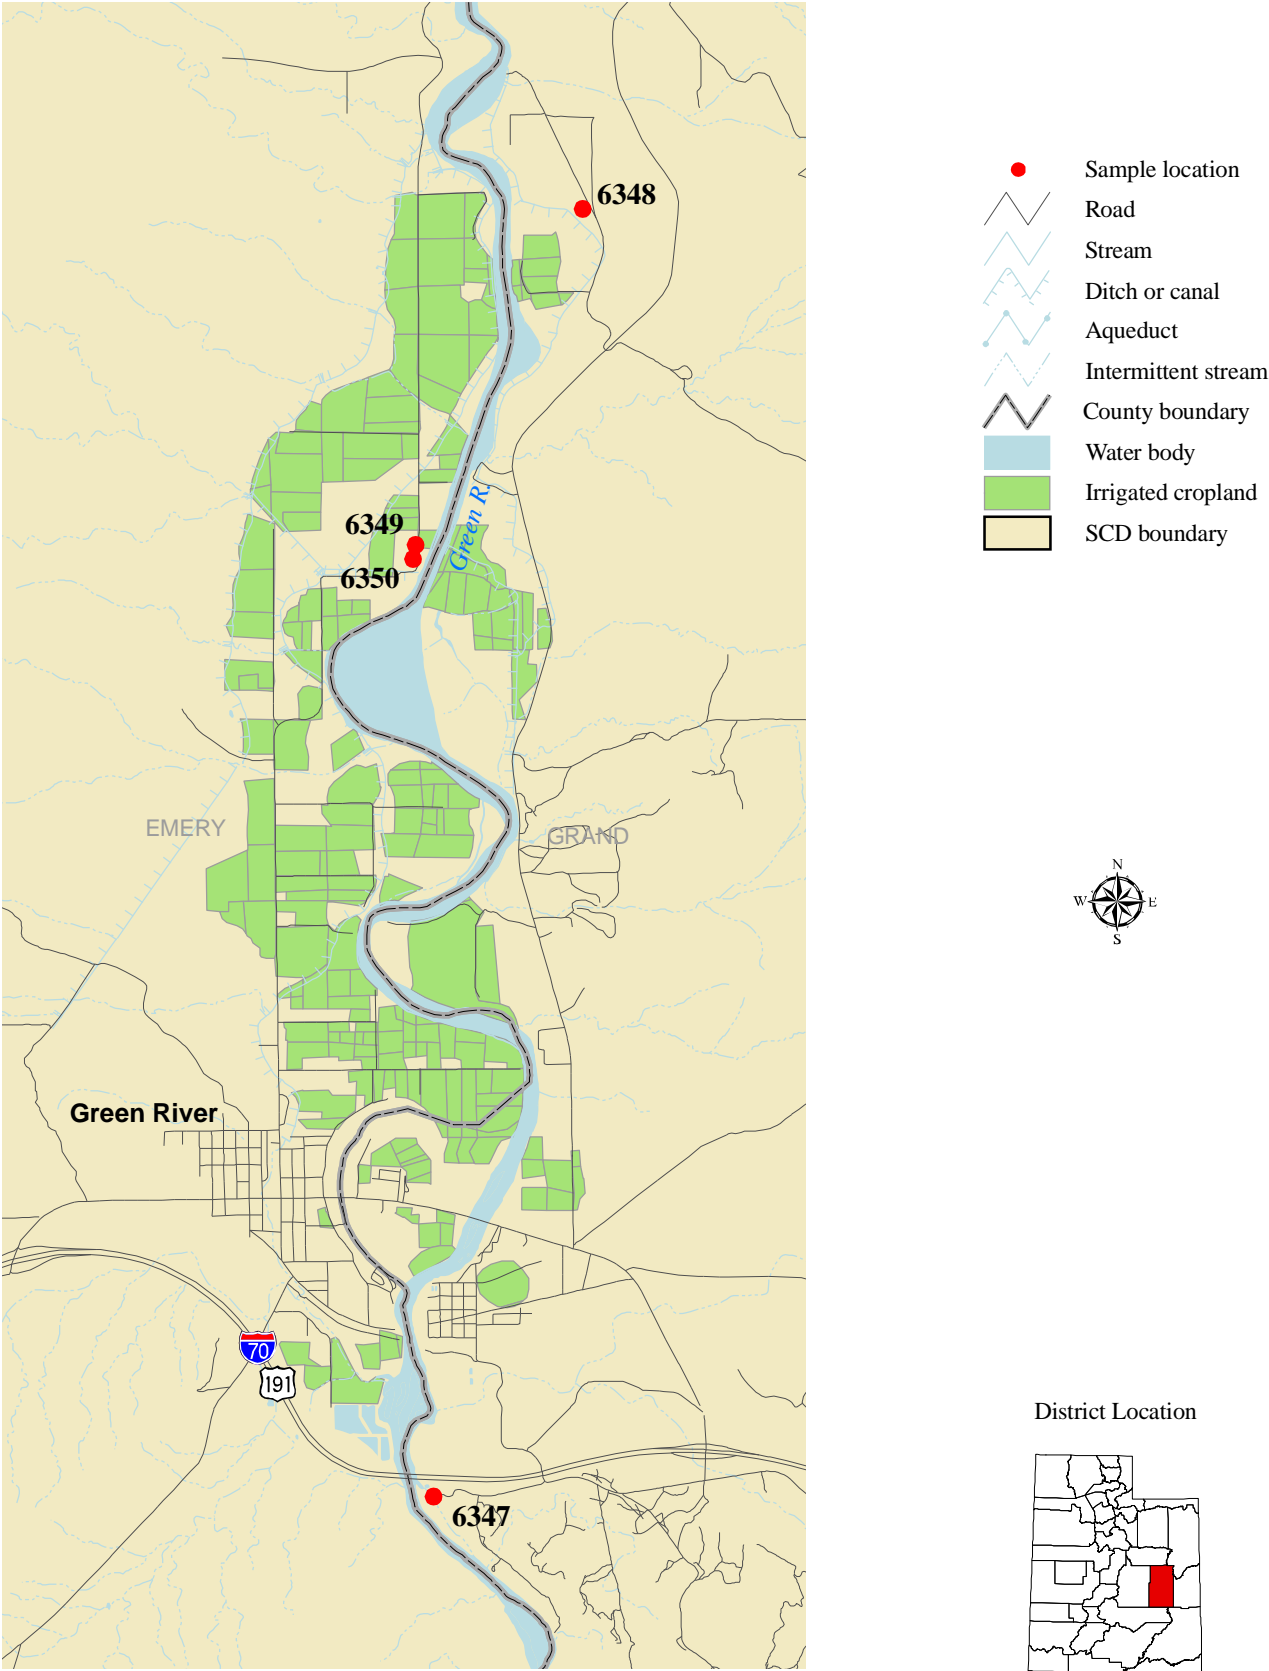 6348
6349
6350
Green R.
EMERY
GRAND
Green River
70
191
6347
Sample location
Road
Stream
Ditch or canal
Aqueduct
Intermittent stream
County boundary
Water body
Irrigated cropland
SCD boundary
N
W E
S
District Location